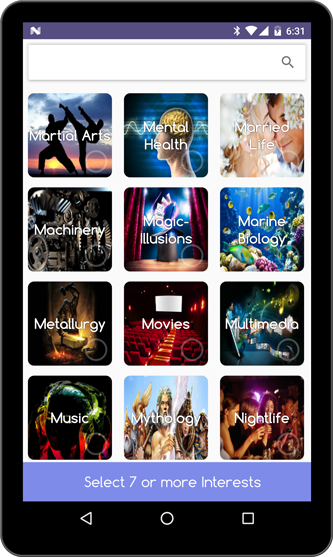 6:31
Martial Arts
Mental
Health
Married
Life
Machinery
Magic-
Illusions
Marine
Biology
Metallurgy
Movies
Multimedia
Music
Mythology
Nightlife
Select 7 or more Interests